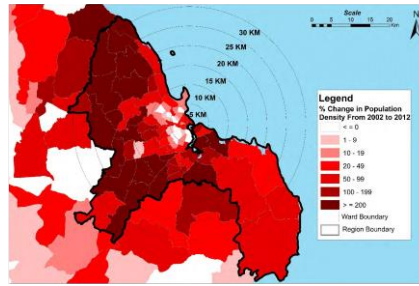 Scale
0 5 10 15 20
Km
N
30 KM
25 KM
20 KM
15 KM
10 KM
5 KM
Legend
% Change in Population
Density From 2002 to 2012
< = 0
1 - 9
10 - 19
20 - 49
50 - 99
100 - 199
> = 200
Ward Boundary
Region Boundary